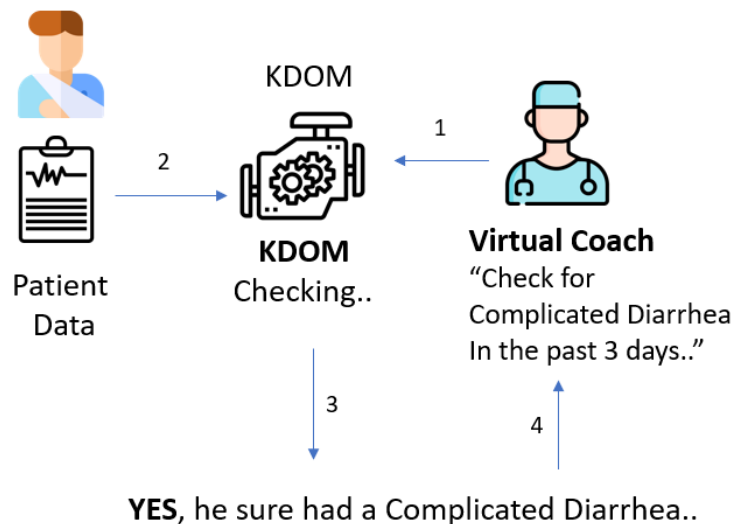 KDOM
1
2
KDOM
Checking..
Patient
Data
Virtual Coach
“Check for
Complicated Diarrhea
In the past 3 days..”
3
4
YES, he sure had a Complicated Diarrhea..